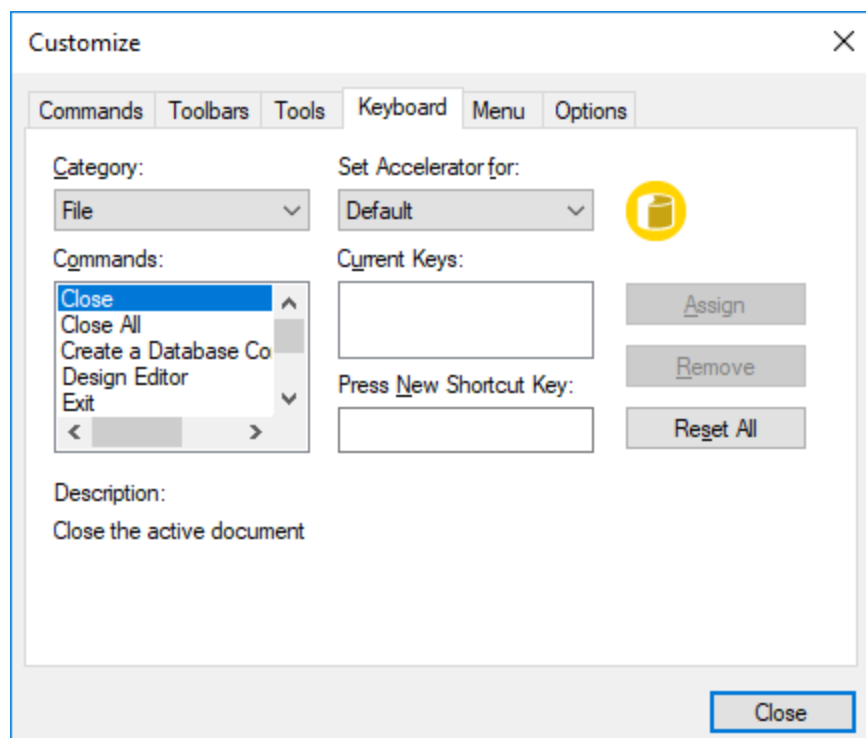 Customize
Commands Toolbars Tools Keyboard Menu Options
Category:
Set Accelerator for:
File
Default
Commands:
Current Keys:
Close
Close All
Create a Database Co
Design Editor
Exit
Assign
Remove
Press New Shortcut Key:
Reset All
Description:
Close the active document
Close